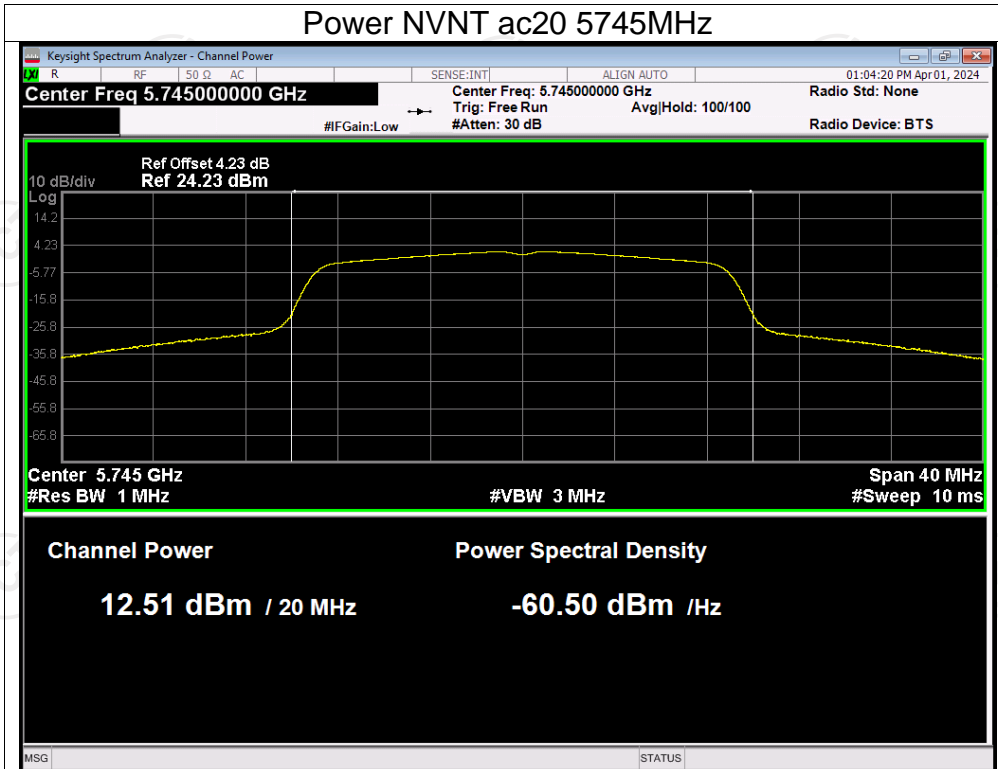 Power NVNT ac20 5745MHz
Keysight Spectrum Analyzer - Channel Power
LXI R RF 50 Ω AC SENSE:INT ALIGN AUTO 01:04:20 PM Apr 01, 2024
Center Freq 5.745000000 GHz Center Freq: 5.745000000 GHz Radio Std: None
Trig: Free Run Avg|Hold: 100/100
#IFGain:Low #Atten: 30 dB Radio Device: BTS
Ref Offset 4.23 dB
10 dB/div Ref 24.23 dBm
Log
14.2
4.23
-5.77
-15.8
-25.8
-35.8
-45.8
-55.8
-65.8
Center 5.745 GHz Span 40 MHz
#Res BW 1 MHz #VBW 3 MHz #Sweep 10 ms
Channel Power Power Spectral Density
12.51 dBm / 20 MHz -60.50 dBm /Hz
MSG STATUS